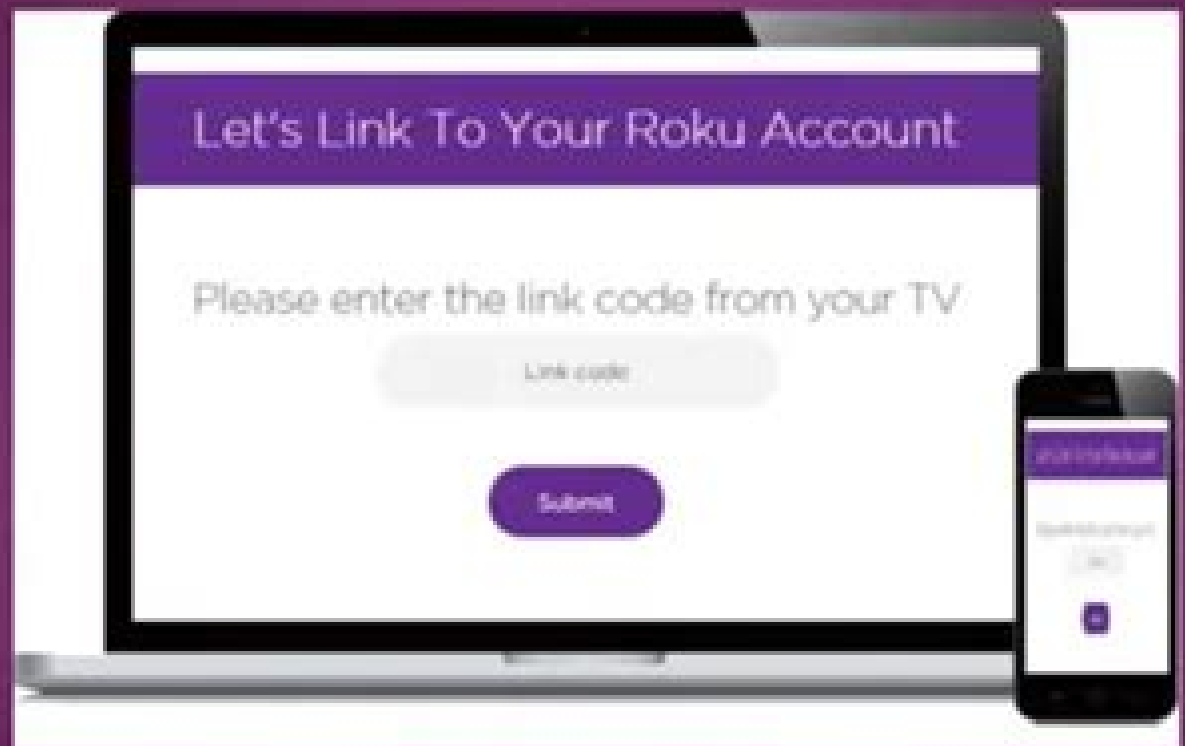 Let's Link To Your Roku Account
Please enter the link code from your TV
Link code
Submit